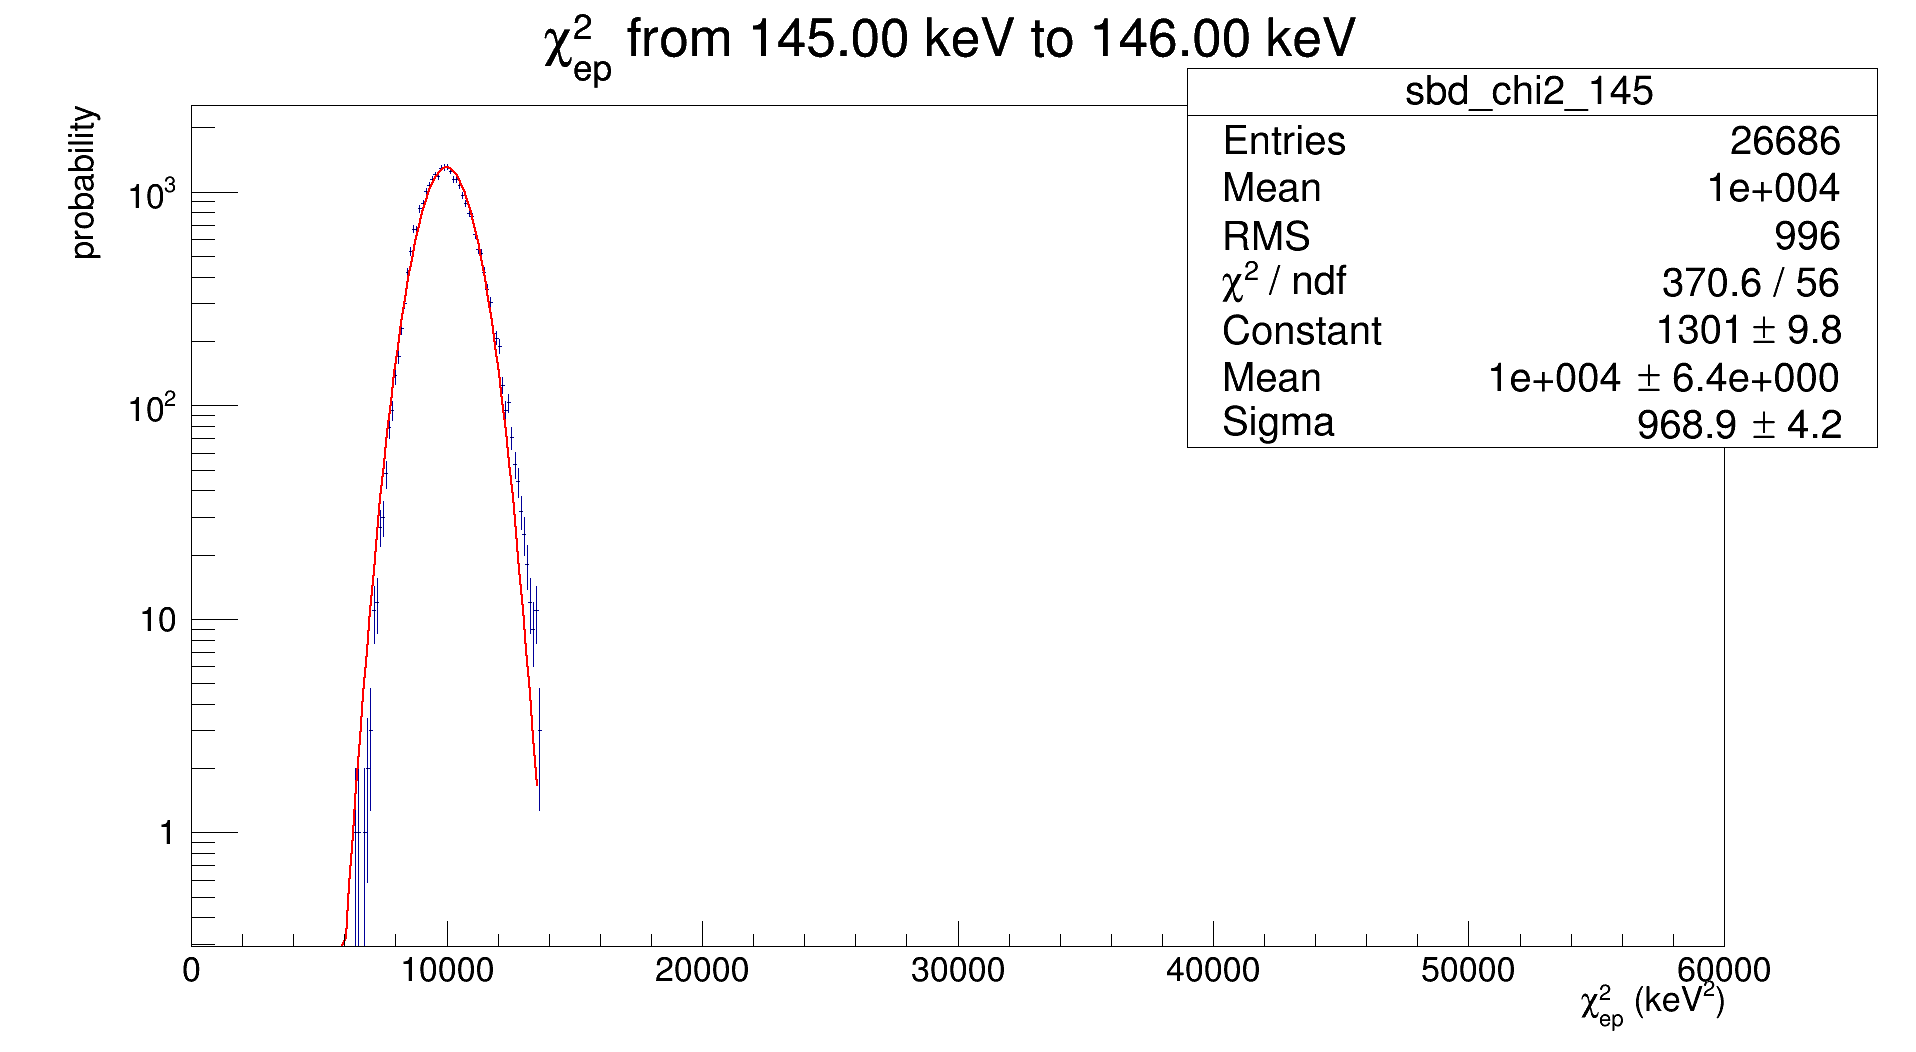 χ²ep from 145.00 keV to 146.00 keV
sbd_chi2_145
Entries 26686
Mean 1e+004
RMS 996
χ² / ndf 370.6 / 56
Constant 1301 ± 9.8
Mean 1e+004 ± 6.4e+000
Sigma 968.9 ± 4.2
probability
10³
10²
10
1
0 10000 20000 30000 40000 50000 60000
χ²ep (keV²)